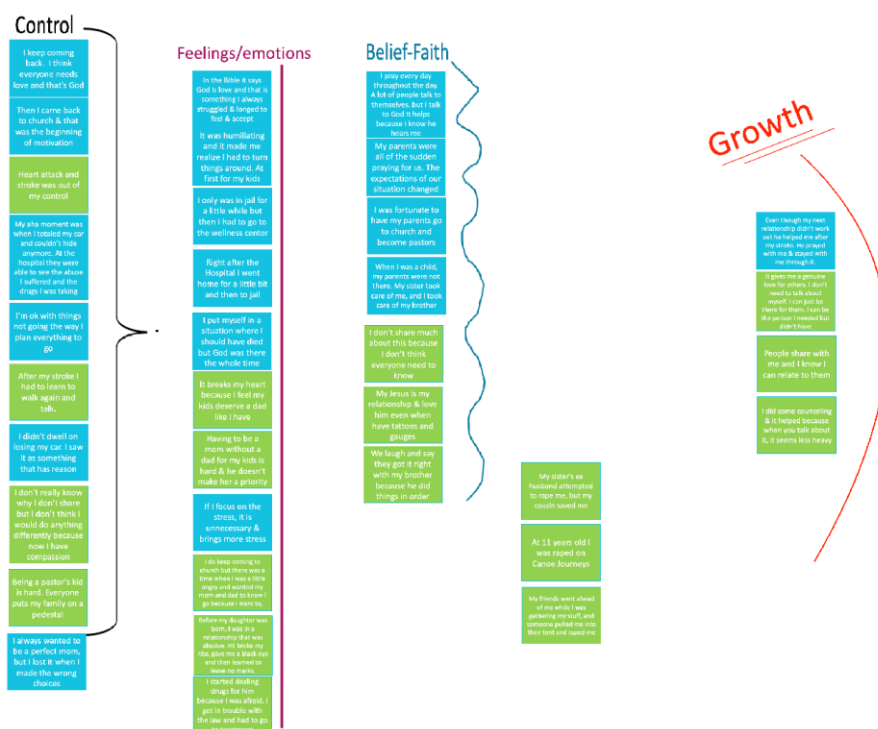 Control
I keep coming
back. I think
everyone needs
love and that's God
Then I came back
to church & that
was the beginning
of motivation
Heart attack and
stroke was out of
my control
My aha moment was
when I totaled my car
and couldn't hide
anymore. At the
hospital they were
able to see the abuse
I suffered and the
drugs I was taking
I'm ok with things
not going the way I
plan everything to
go
After my stroke I
had to learn to
walk again and
talk.
I didn't dwell on
losing my car. I saw
it as something
that has reason
I don't really know
why I don't share
but i don't think I
would do anything
differently because
now I have
compassion
Being a pastor's kid
is hard. Everyone
puts my family on a
pedestal
I always wanted to
be a perfect mom,
but I lost it when I
made the wrong
choices
Feelings/emotions
In the Bible it says
God is love and that is
something I always
struggled & longed to
feel & accept
It was humiliating
and it made me
realize I had to turn
things around. At
first for my kids
I only was in jail for
a little while but
then I had to go to
the wellness center
Right after the
Hospital I went
home for a little bit
and then to jail
I put myself in a
situation where I
should have died
but God was there
the whole time
It breaks my heart
because I feel my
kids deserve a dad
like I have
Having to be a
mom without a
dad for my kids is
hard & he doesn't
make her a priority
If I focus on the
stress, it is
unnecessary &
brings more stress
I do keep coming to
church but there was a
time when I was a little
angry and wanted my
mom and dad to know I
go because I want to,
Before my daughter was
born, I was in a
relationship that was
abusive. Hit broke my
ribs, gave me a black eye
and then learned to
leave no marks.
I started dealing
drugs for him
because I was afraid. I
got in trouble with
the law and had to go
Belief-Faith
I pray every day
throughout the day.
A lot of people talk to
themselves, but I talk
to God It helps
because I know he
hears me
My parents were
all of the sudden
praying for us. The
expectations of our
situation changed
I was fortunate to
have my parents go
to church and
become pastors
When I was a child,
my parents were not
there. My sister took
care of me, and I took
care of my brother
I don't share much
about this because
I don't think
everyone need to
know
My Jesus is my
relationship & love
him even when
have tattoos and
gauges
We laugh and say
they got it right
with my brother
because he did
things in order
My sister's ex
husband attempted
to rape me, but my
cousin saved me
At 11 years old I
was raped on
Canoe Journeys
My friends went ahead
of me while I was
gathering my stuff, and
someone pulled me into
their tent and raped me
Growth
Even though my next
relationship didn't work
out he helped me after
my stroke. He prayed
with me & stayed with
me through it.
It gives me a genuine
love for others. I don't
need to talk about
myself. I can just be
there for them. I can be
the person I needed but
didn't have
People share with
me and I know I
can relate to them
I did some counseling
& it helped because
when you talk about
it, it seems less heavy